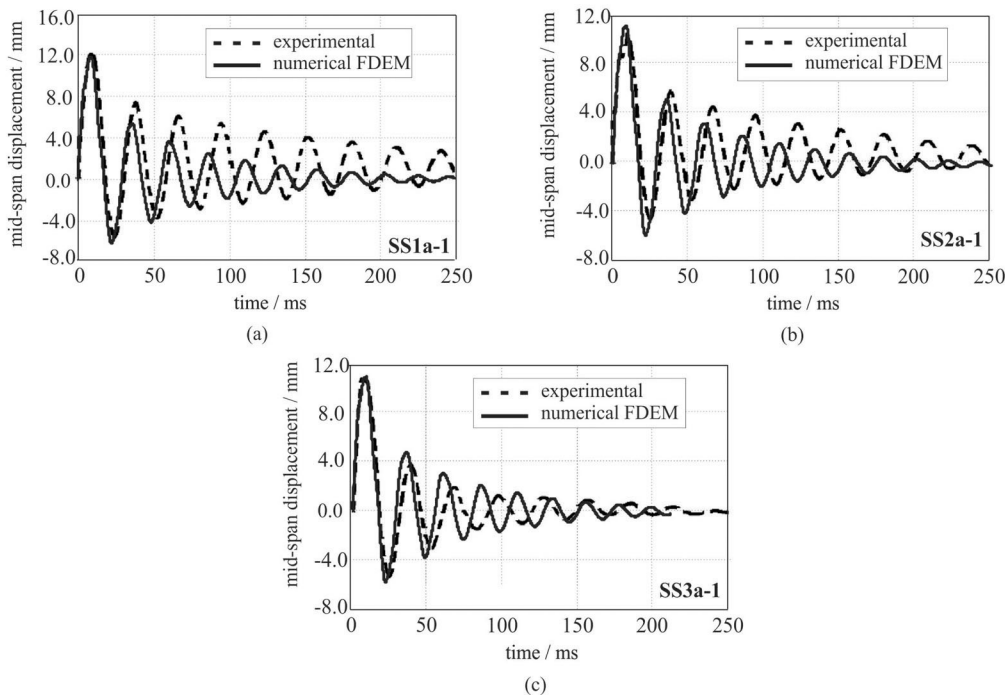 16.0
12.0
8.0
4.0
0.0
-4.0
-8.0
mid-span displacement / mm
experimental
numerical FDEM
SS1a-1
0 50 100 150 200 250
time / ms
(a)
12.0
8.0
4.0
0.0
-4.0
8.0
mid-span displacement / mm
experimental
numerical FDEM
SS2a-1
0 50 100 150 200 250
time / ms
(b)
12.0
8.0
4.0
0.0
-4.0
-8.0
mid-span displacement / mm
experimental
numerical FDEM
SS3a-1
0 50 100 150 200 250
time / ms
(c)